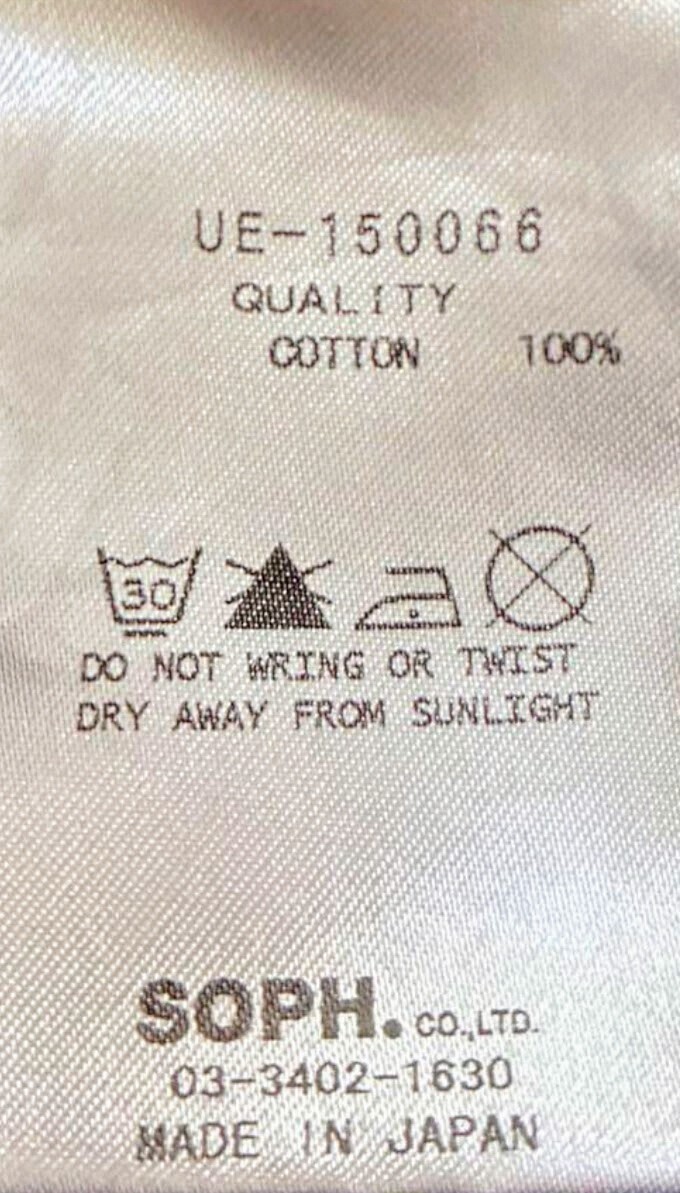 UE-150066
QUALITY
COTTON 100%
30
DO NOT WRING OR TWIST
DRY AWAY FROM SUNLIGHT
SOPH. CO.,LTD.
03-3402-1630
MADE IN JAPAN